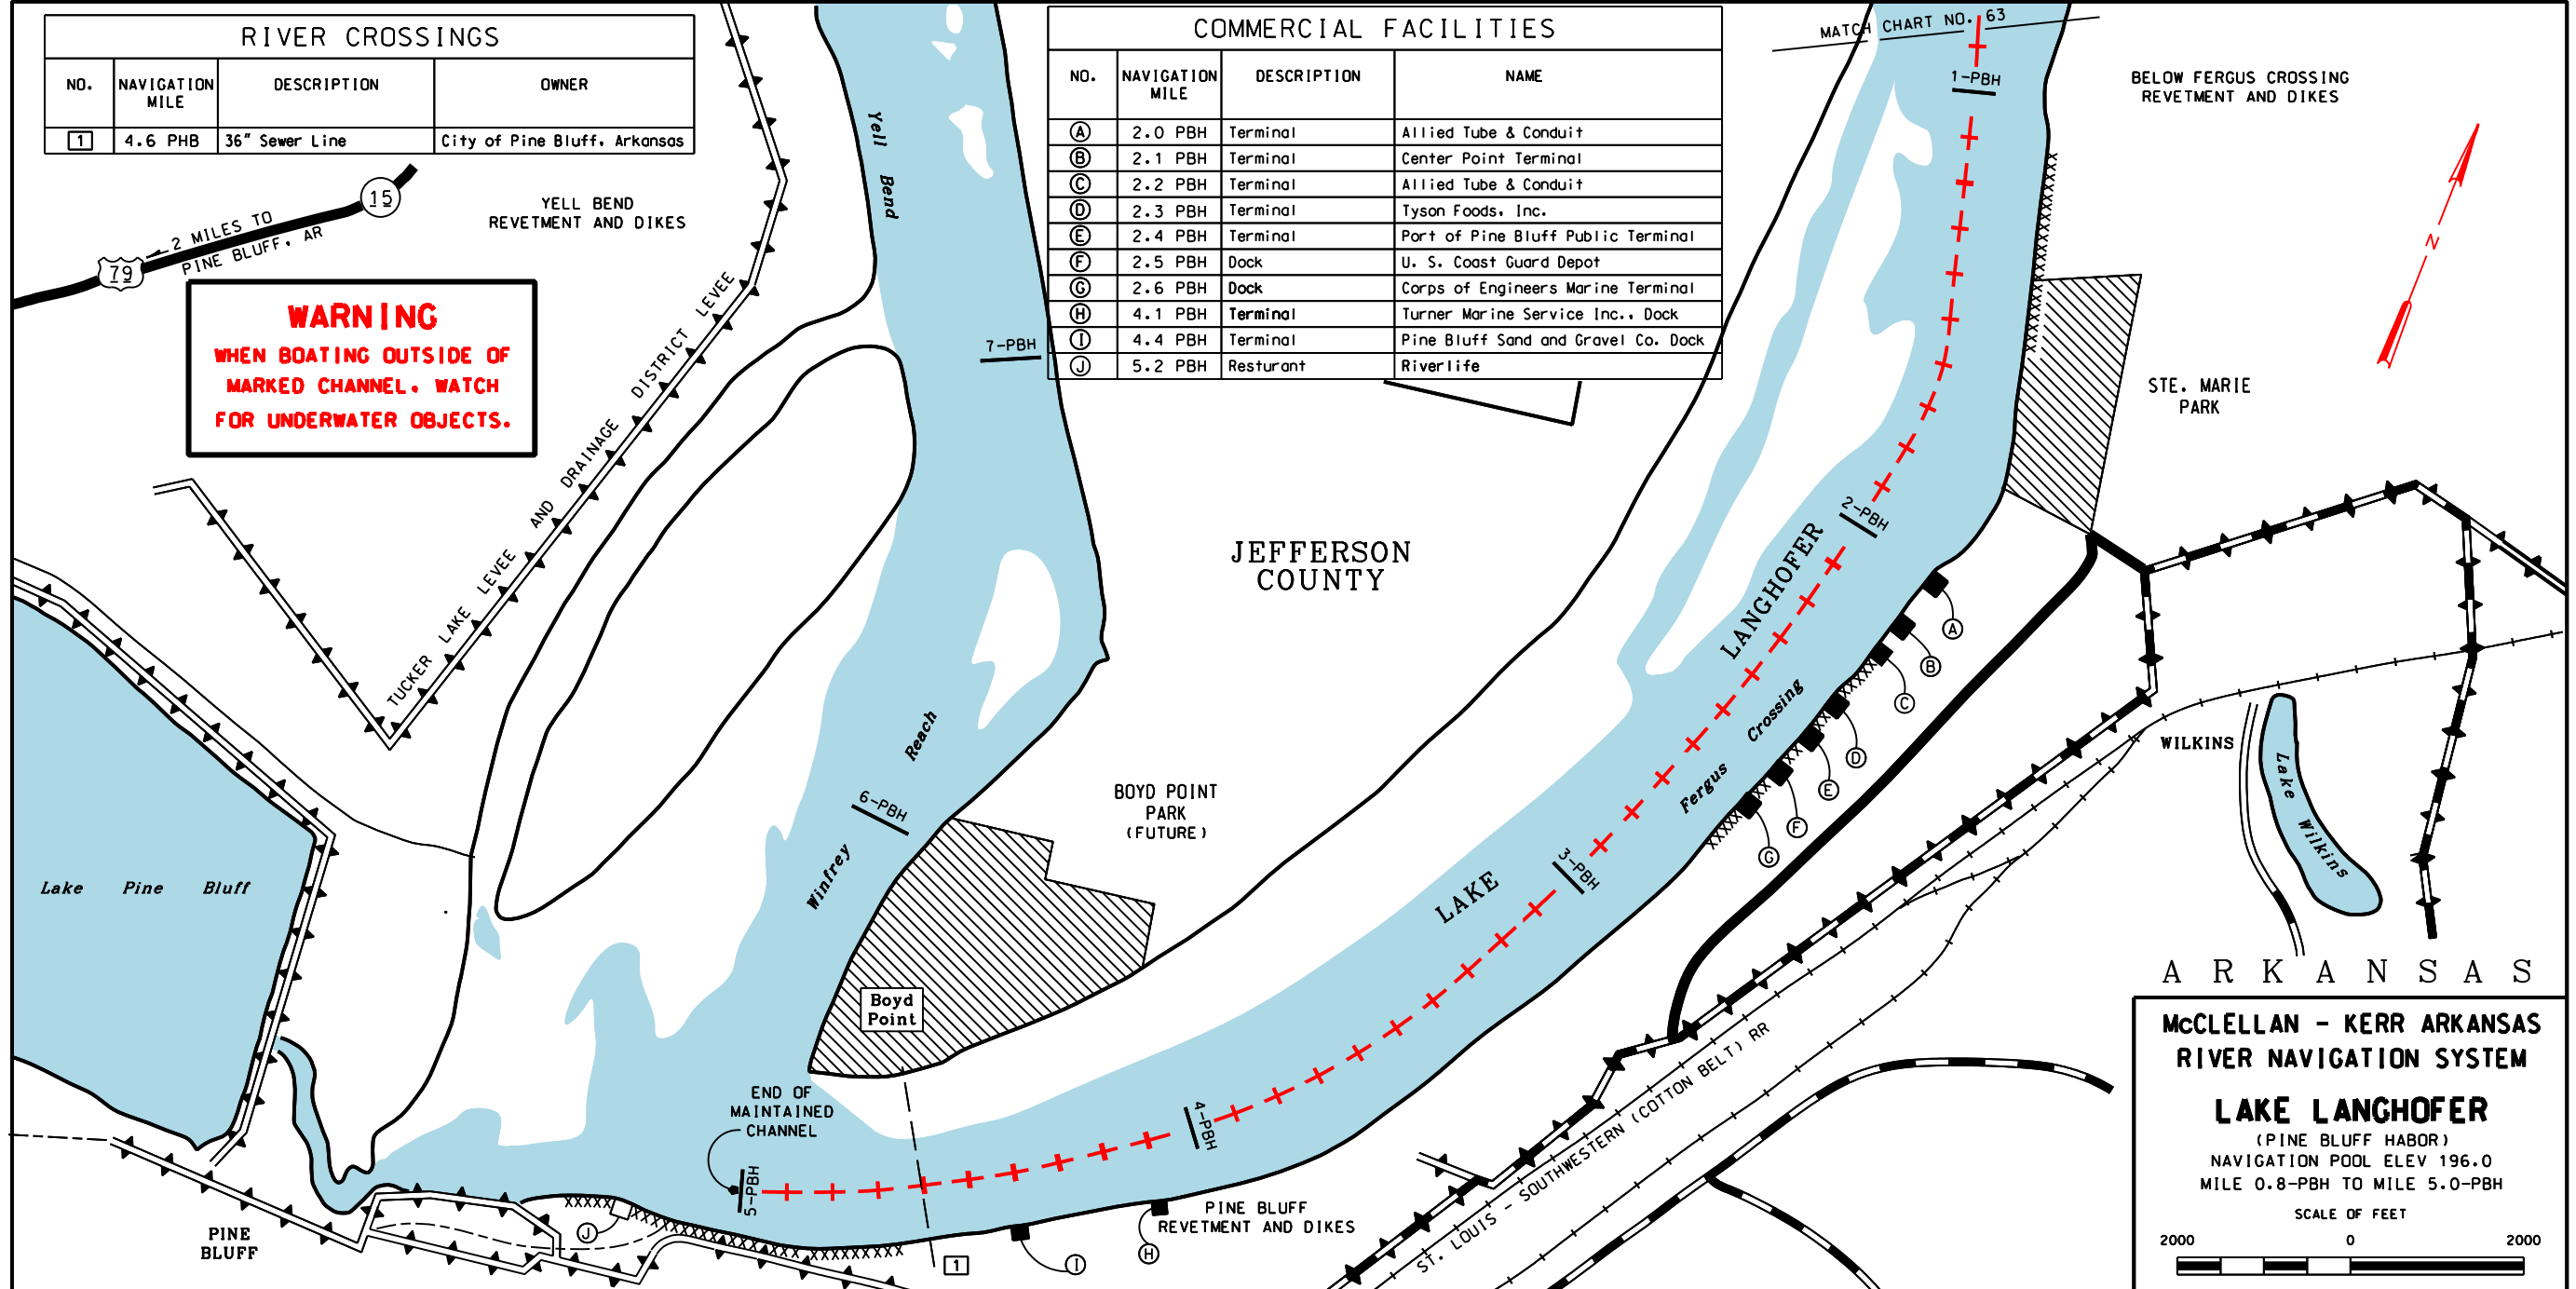 RIVER CROSSINGS
NO. NAVIGATION MILE DESCRIPTION OWNER
1 4.6 PHB 36" Sewer Line City of Pine Bluff, Arkansas
COMMERCIAL FACILITIES
NO. NAVIGATION MILE DESCRIPTION NAME
A 2.0 PBH Terminal Allied Tube & Conduit
B 2.1 PBH Terminal Center Point Terminal
C 2.2 PBH Terminal Allied Tube & Conduit
D 2.3 PBH Terminal Tyson Foods, Inc.
E 2.4 PBH Terminal Port of Pine Bluff Public Terminal
F 2.5 PBH Dock U. S. Coast Guard Depot
G 2.6 PBH Dock Corps of Engineers Marine Terminal
H 4.1 PBH Terminal Turner Marine Service Inc., Dock
I 4.4 PBH Terminal Pine Bluff Sand and Gravel Co. Dock
J 5.2 PBH Resturant Riverlife
MATCH CHART NO. 63
1-PBH
BELOW FERGUS CROSSING
REVETMENT AND DIKES
15
2 MILES TO
PINE BLUFF, AR
79
YELL BEND
REVETMENT AND DIKES
Yell Bend
N
WARNING
WHEN BOATING OUTSIDE OF
MARKED CHANNEL, WATCH
FOR UNDERWATER OBJECTS.
7-PBH
STE. MARIE
PARK
TUCKER LAKE LEVEE AND DRAINAGE DISTRICT LEVEE
JEFFERSON
COUNTY
2-PBH
LAKE LANGHOFER
A
B
C
D
E
F
G
Fergus Crossing
3-PBH
WILKINS
Lake Wilkins
Winfrey Reach
6-PBH
BOYD POINT
PARK
(FUTURE)
Lake Pine Bluff
Boyd
Point
ARKANSAS
END OF
MAINTAINED
CHANNEL
5-PBH
4-PBH
PINE BLUFF
REVETMENT AND DIKES
ST. LOUIS - SOUTHWESTERN (COTTON BELT) RR
PINE
BLUFF
J
1
I
H
McCLELLAN - KERR ARKANSAS
RIVER NAVIGATION SYSTEM
LAKE LANGHOFER
(PINE BLUFF HABOR)
NAVIGATION POOL ELEV 196.0
MILE 0.8-PBH TO MILE 5.0-PBH
SCALE OF FEET
2000 0 2000